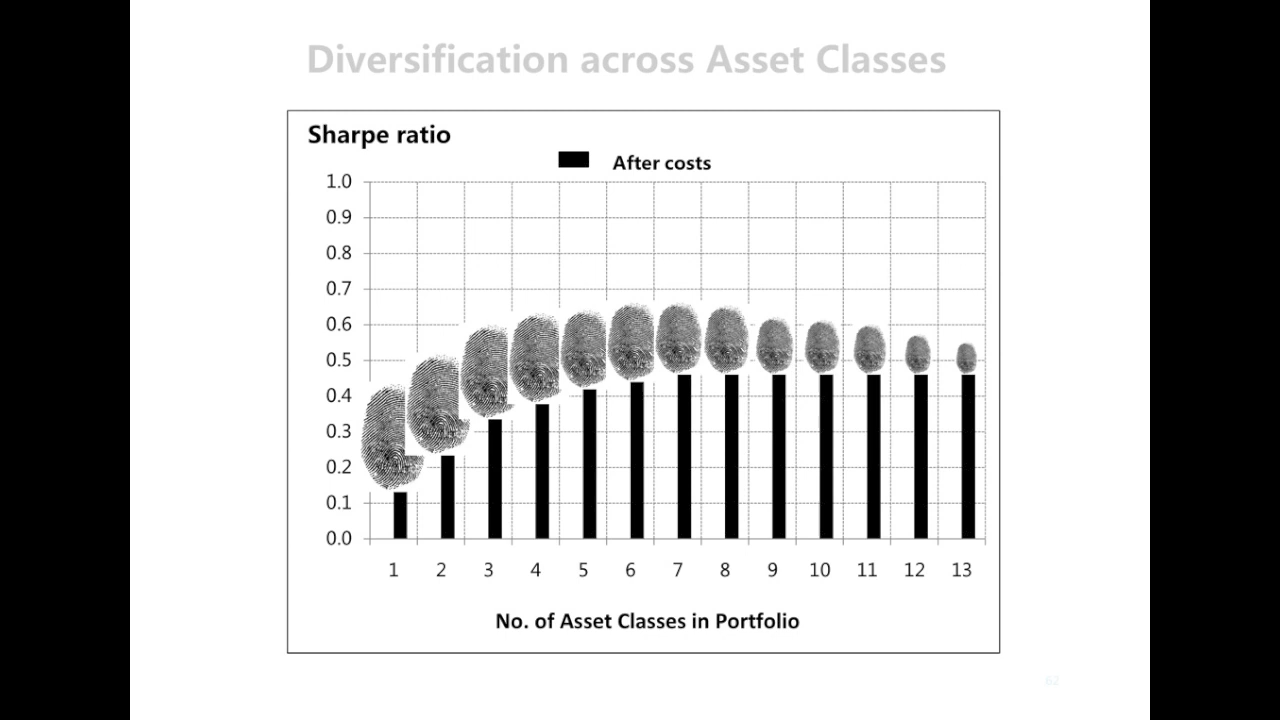 Diversification across Asset Classes
Sharpe ratio
After costs
1.0
0.9
0.8
0.7
0.6
0.5
0.4
0.3
0.2
0.1
0.0
1 2 3 4 5 6 7 8 9 10 11 12 13
No. of Asset Classes in Portfolio
62